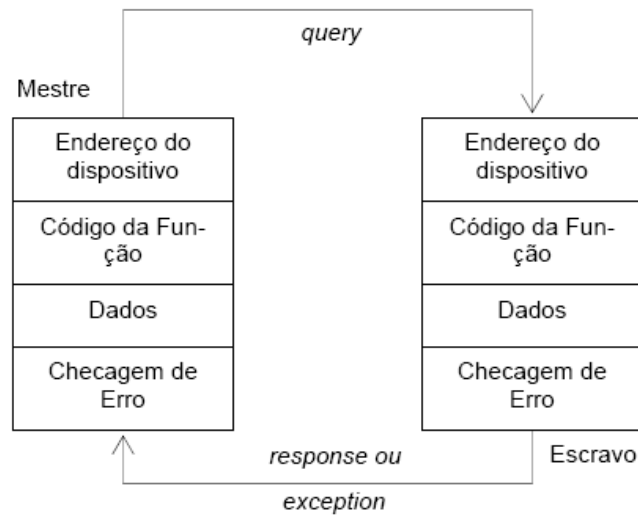 query
Mestre
Endereço do
dispositivo
Código da Fun-
ção
Dados
Checagem de
Erro
Endereço do
dispositivo
Código da Fun-
ção
Dados
Checagem de
Erro
response ou
exception
Escravo